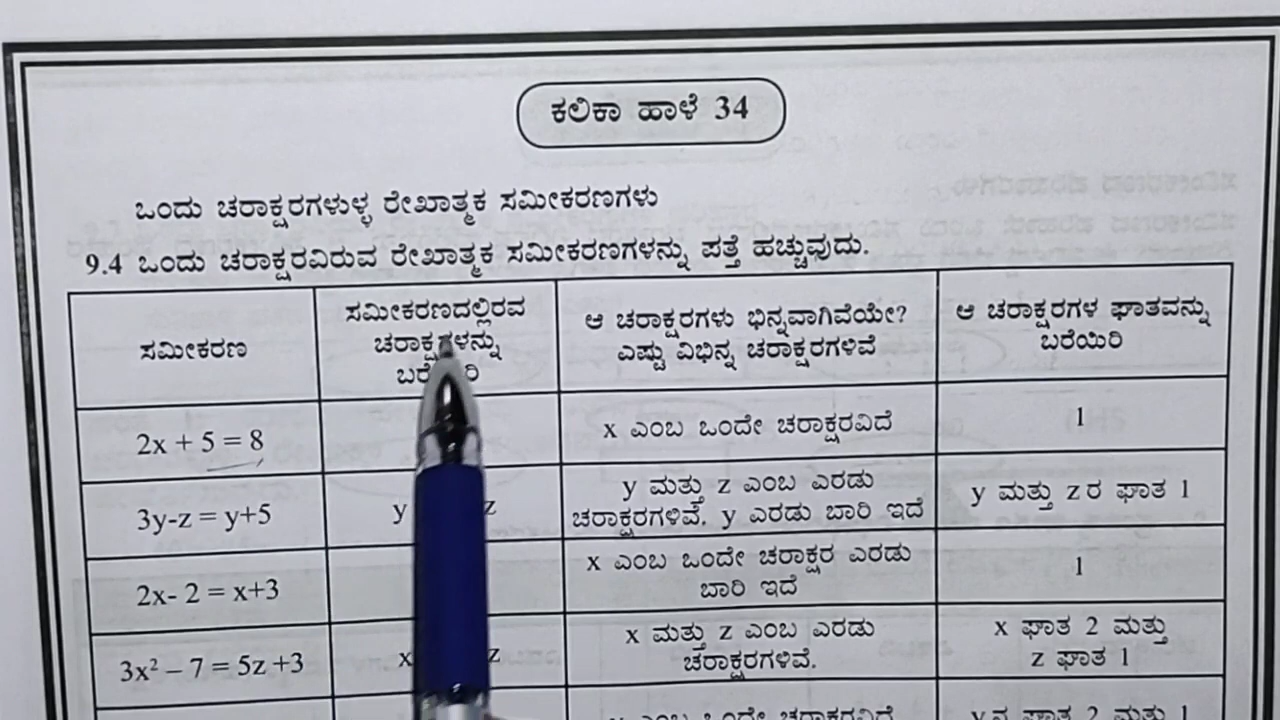 ಕಲಿಕಾ ಹಾಳೆ 34
ಒಂದು ಚರಾಕ್ಷರಗಳುಳ್ಳ ರೇಖಾತ್ಮಕ ಸಮೀಕರಣಗಳು
9.4 ಒಂದು ಚರಾಕ್ಷರವಿರುವ ರೇಖಾತ್ಮಕ ಸಮೀಕರಣಗಳನ್ನು ಪತ್ತೆ ಹಚ್ಚುವುದು.
ಸಮೀಕರಣ
ಸಮೀಕರಣದಲ್ಲಿರವ
ಚರಾಕ್ಷಗಳನ್ನು
ಆ ಚರಾಕ್ಷರಗಳು ಭಿನ್ನವಾಗಿವೆಯೇ?
ಎಷ್ಟು ವಿಭಿನ್ನ ಚರಾಕ್ಷರಗಳಿವೆ
ಆ ಚರಾಕ್ಷರಗಳ ಘಾತವನ್ನು
ಬರೆಯಿರಿ
2x + 5 = 8
x ಎಂಬ ಒಂದೇ ಚರಾಕ್ಷರವಿದೆ
1
3y-z = y+5
y z
y ಮತ್ತು z ಎಂಬ ಎರಡು
ಚರಾಕ್ಷರಗಳಿವೆ. y ಎರಡು ಬಾರಿ ಇದೆ
y ಮತ್ತು z ರ ಘಾತ 1
2x- 2 = x+3
x ಎಂಬ ಒಂದೇ ಚರಾಕ್ಷರ ಎರಡು
ಬಾರಿ ಇದೆ
1
3x² – 7 = 5z +3
x z
x ಮತ್ತು z ಎಂಬ ಎರಡು
ಚರಾಕ್ಷರಗಳಿವೆ.
x ಘಾತ 2 ಮತ್ತು
z ಘಾತ 1